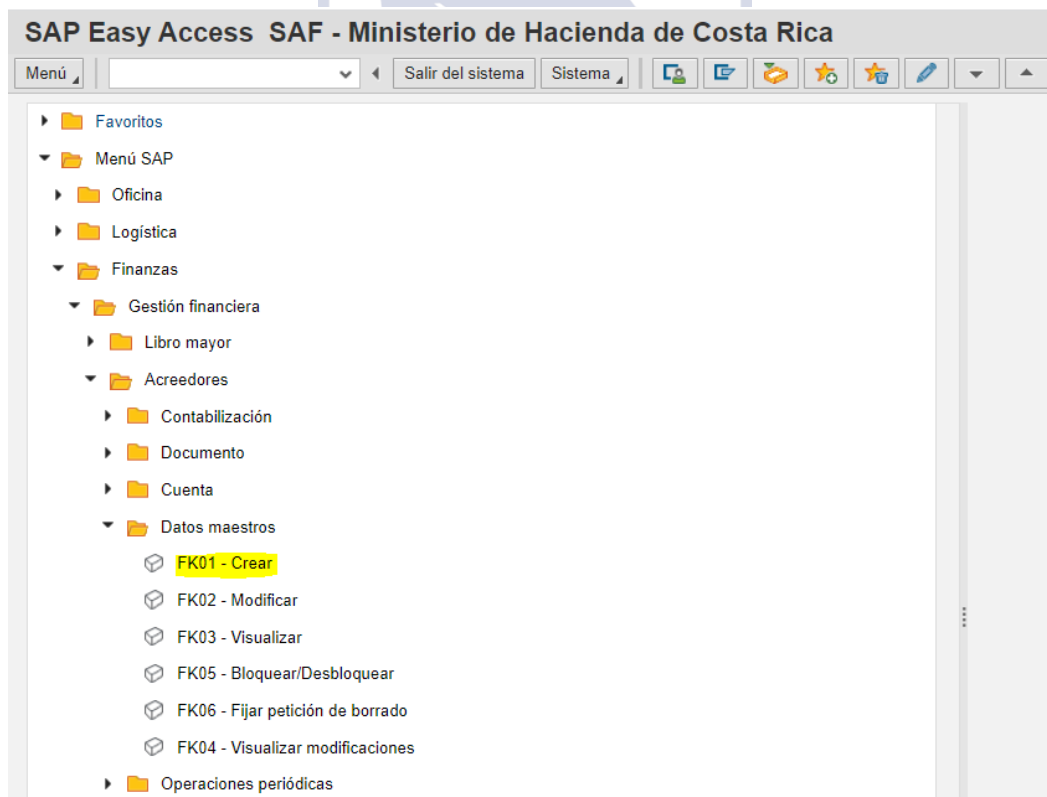 SAP Easy Access SAF - Ministerio de Hacienda de Costa Rica
Menú Salir del sistema Sistema
Favoritos
Menú SAP
Oficina
Logística
Finanzas
Gestión financiera
Libro mayor
Acreedores
Contabilización
Documento
Cuenta
Datos maestros
FK01 - Crear
FK02 - Modificar
FK03 - Visualizar
FK05 - Bloquear/Desbloquear
FK06 - Fijar petición de borrado
FK04 - Visualizar modificaciones
Operaciones periódicas